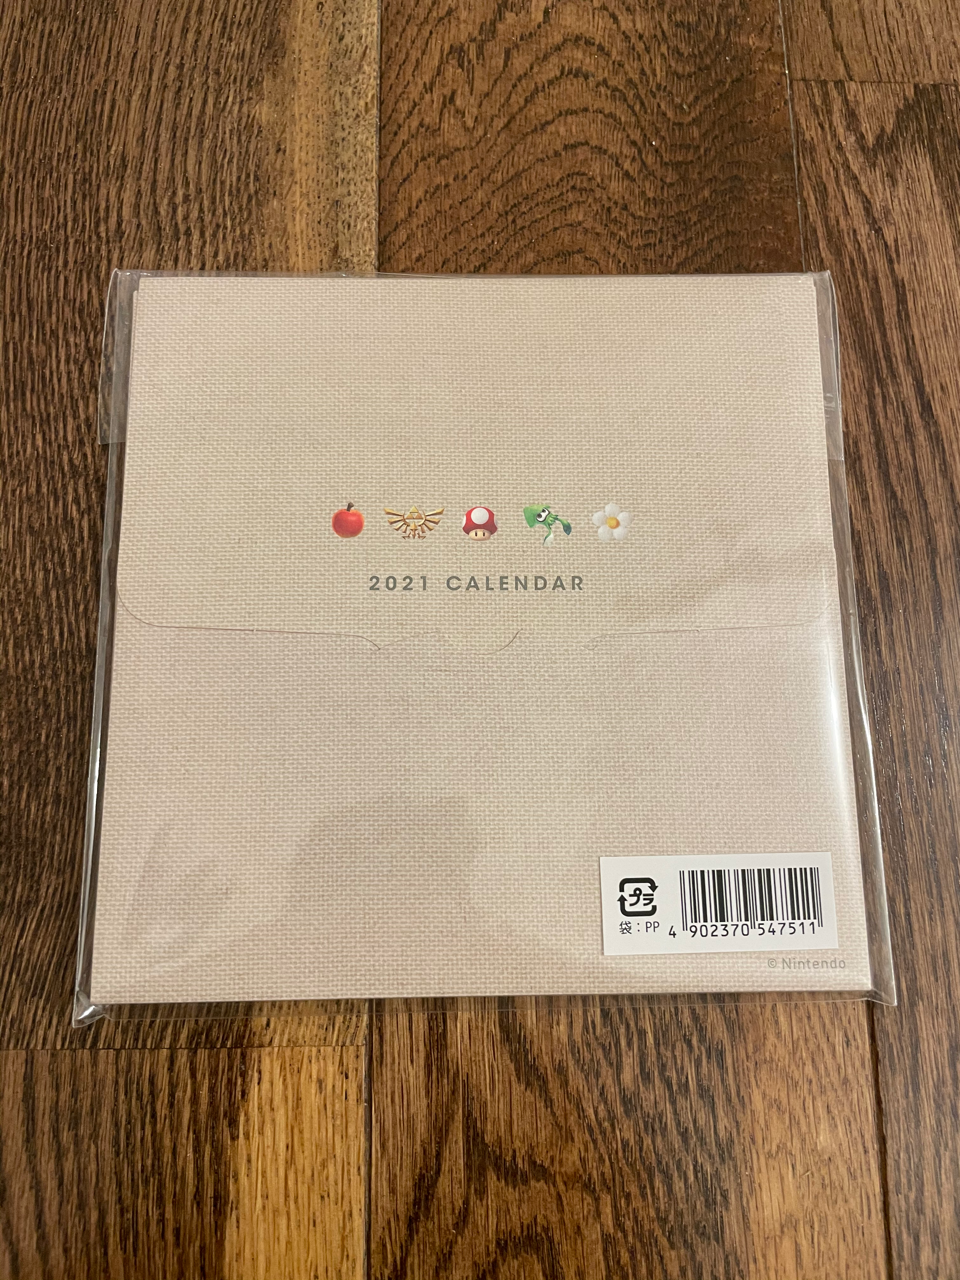 2021 CALENDAR
プラ
袋：PP
4 902370 547511
© Nintendo